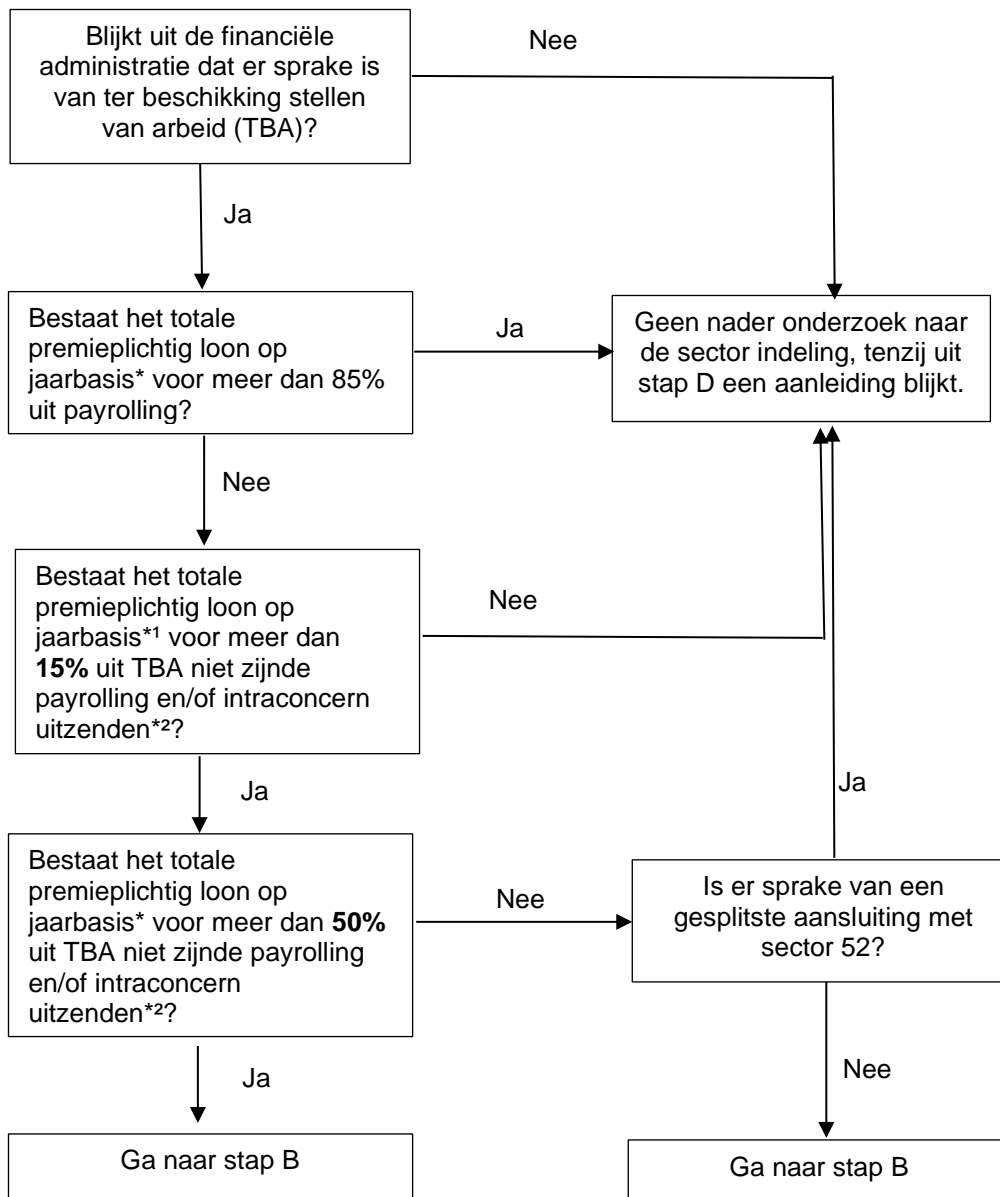 Blijkt uit de financiële
administratie dat er sprake is
van ter beschikking stellen
van arbeid (TBA)?
Nee
Ja
Bestaat het totale
premieplichtig loon op
jaarbasis* voor meer dan 85%
uit payrolling?
Ja
Geen nader onderzoek naar
de sector indeling, tenzij uit
stap D een aanleiding blijkt.
Nee
Bestaat het totale
premieplichtig loon op
jaarbasis*¹ voor meer dan
15% uit TBA niet zijnde
payrolling en/of intraconcern
uitzenden*²?
Nee
Ja
Ja
Bestaat het totale
premieplichtig loon op
jaarbasis* voor meer dan 50%
uit TBA niet zijnde payrolling
en/of intraconcern
uitzenden*²?
Nee
Is er sprake van een
gesplitste aansluiting met
sector 52?
Ja
Nee
Ga naar stap B
Ga naar stap B